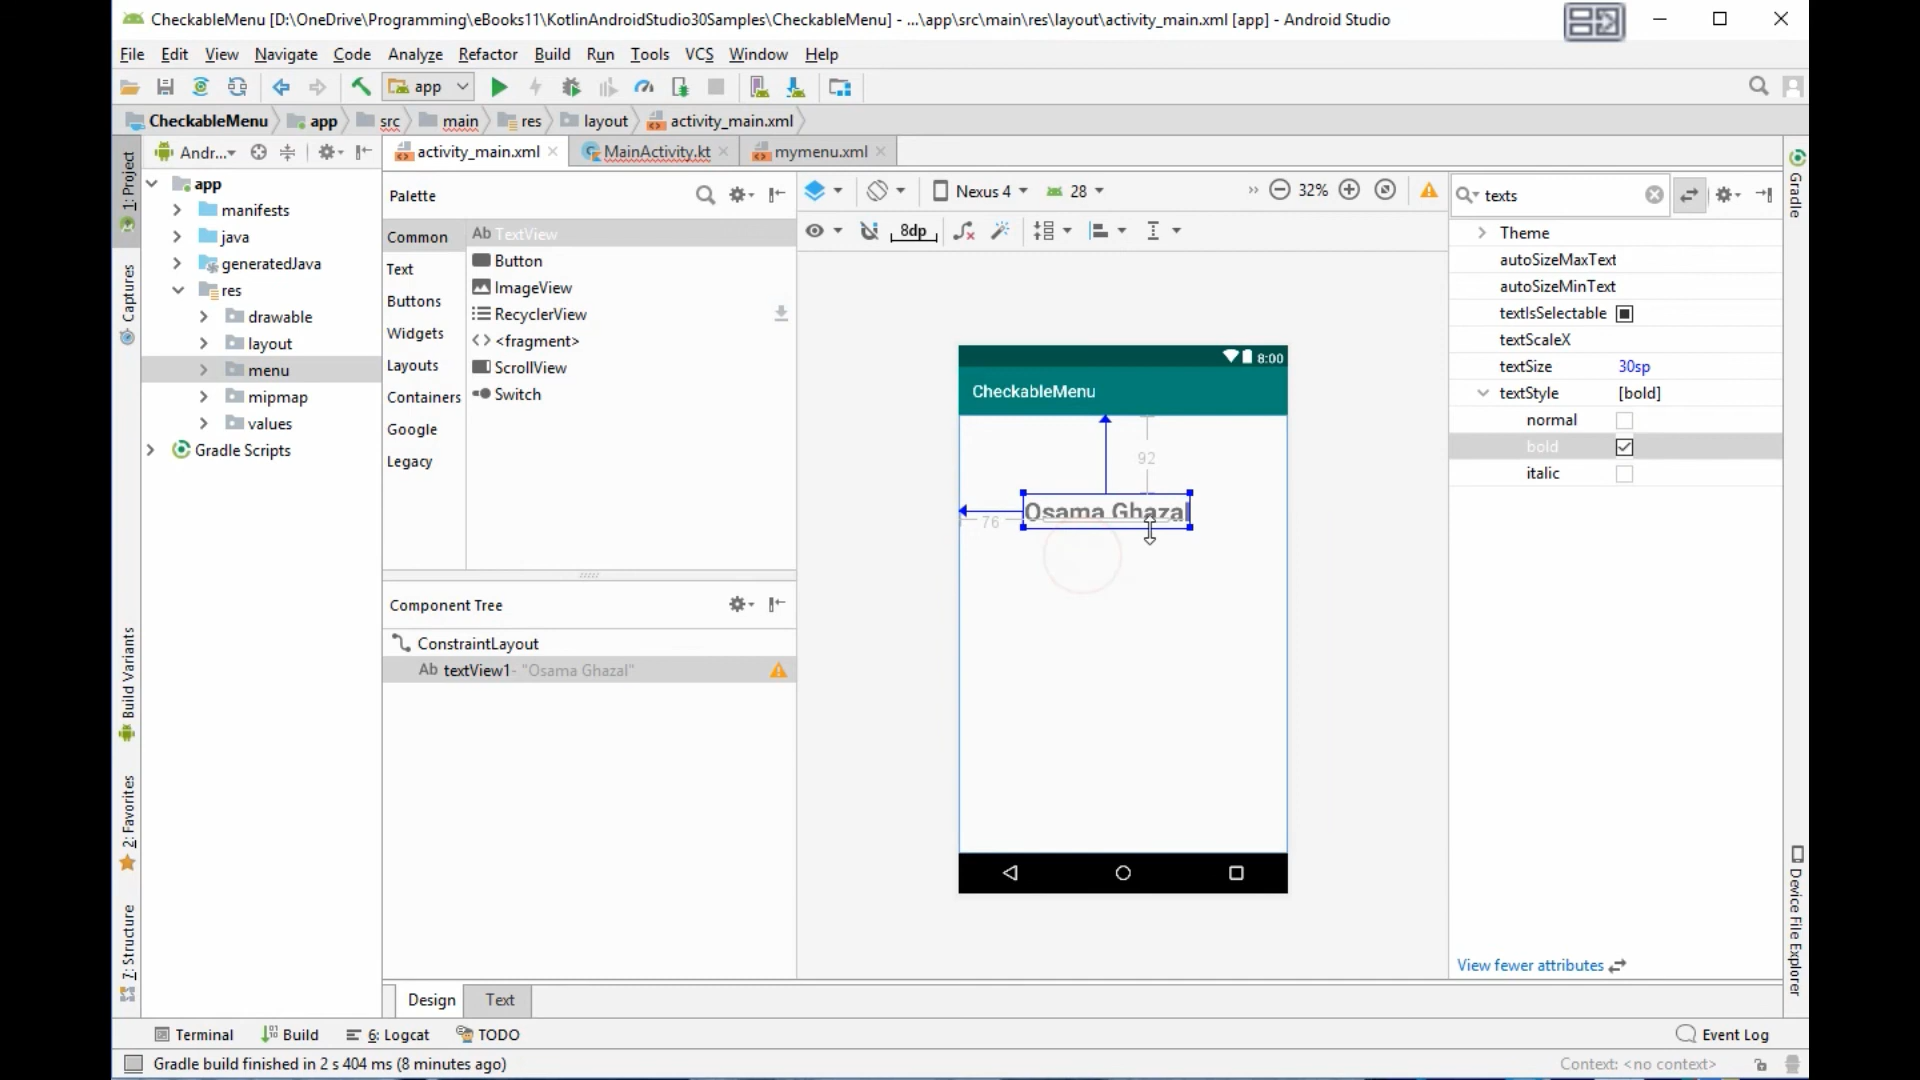 CheckableMenu [D:\OneDrive\Programming\eBooks11\KotlinAndroidStudio30Samples\CheckableMenu] - ...\app\src\main\res\layout\activity_main.xml [app] - Android Studio
File Edit View Navigate Code Analyze Refactor Build Run Tools VCS Window Help
app
CheckableMenu app src main res layout activity_main.xml
1: Project
Captures
Build Variants
2: Favorites
7: Structure
Andr...
app
manifests
java
generatedJava
res
drawable
layout
menu
mipmap
values
Gradle Scripts
activity_main.xml MainActivity.kt mymenu.xml
Palette
Common
Text
Buttons
Widgets
Layouts
Containers
Google
Legacy
Ab TextView
Button
ImageView
RecyclerView
<fragment>
ScrollView
Switch
Component Tree
ConstraintLayout
Ab textView1- "Osama Ghazal"
Nexus 4 28 32%
8dp
8:00
CheckableMenu
92
76
Osama Ghazal
texts
Theme
autoSizeMaxText
autoSizeMinText
textIsSelectable
textScaleX
textSize 30sp
textStyle [bold]
normal
bold
italic
View fewer attributes
Gradle
Device File Explorer
Design Text
Terminal Build 6: Logcat TODO Event Log
Gradle build finished in 2 s 404 ms (8 minutes ago) Context: <no context>